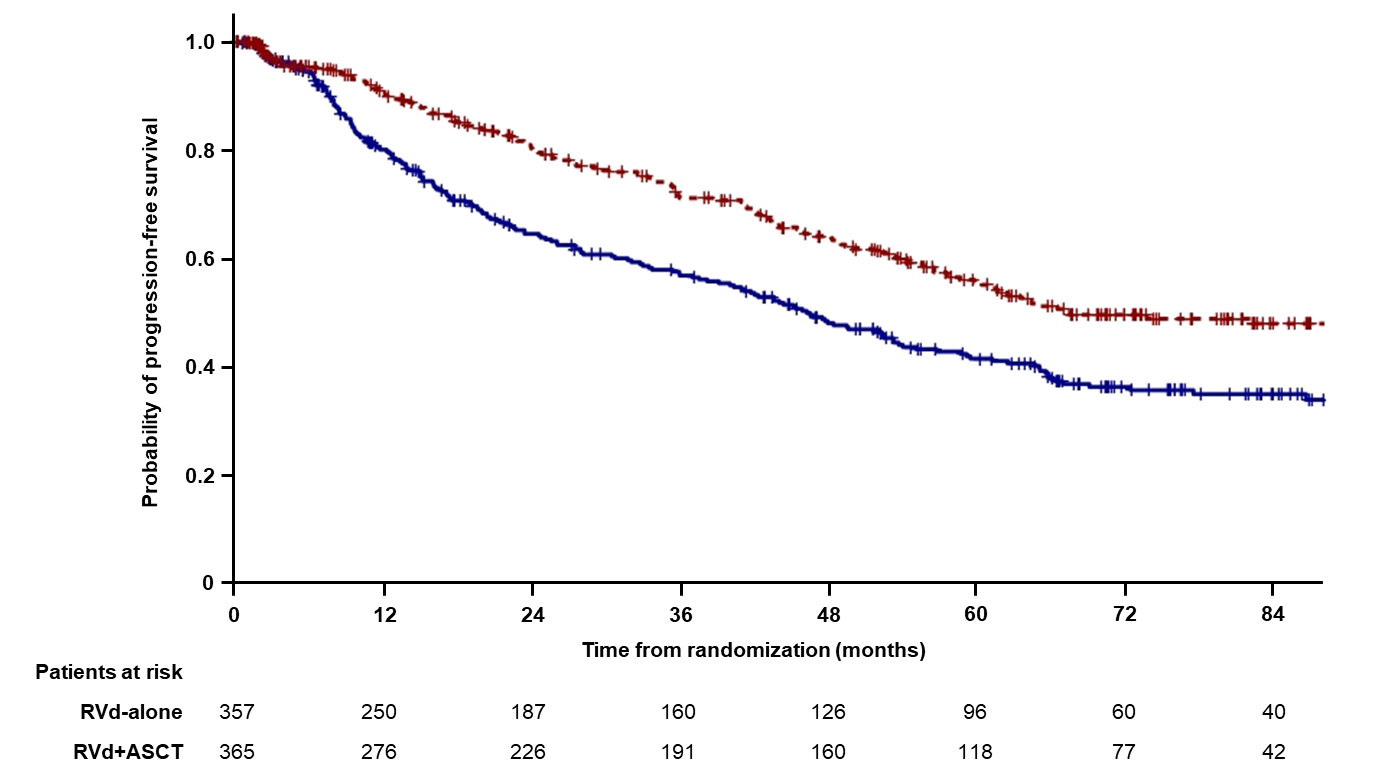 Probability of progression-free survival
1.0
0.8
0.6
0.4
0.2
0
0 12 24 36 48 60 72 84
Time from randomization (months)
Patients at risk
RVd-alone 357 250 187 160 126 96 60 40
RVd+ASCT 365 276 226 191 160 118 77 42